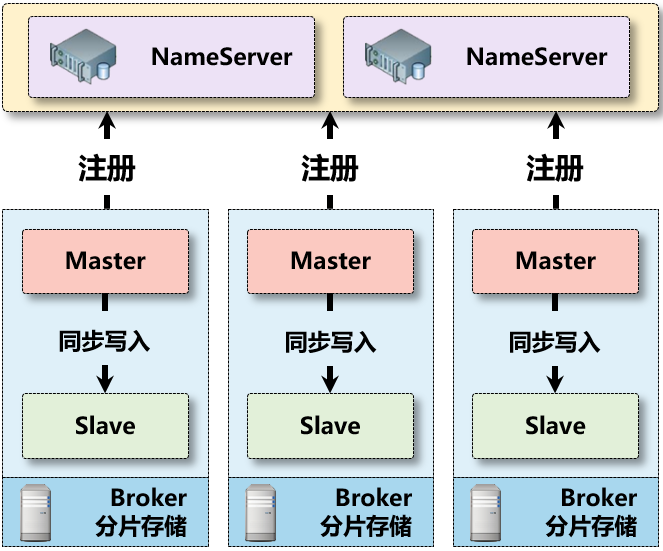 NameServer
NameServer
注册
注册
注册
Master
Master
Master
同步写入
同步写入
同步写入
Slave
Slave
Slave
Broker
分片存储
Broker
分片存储
Broker
分片存储